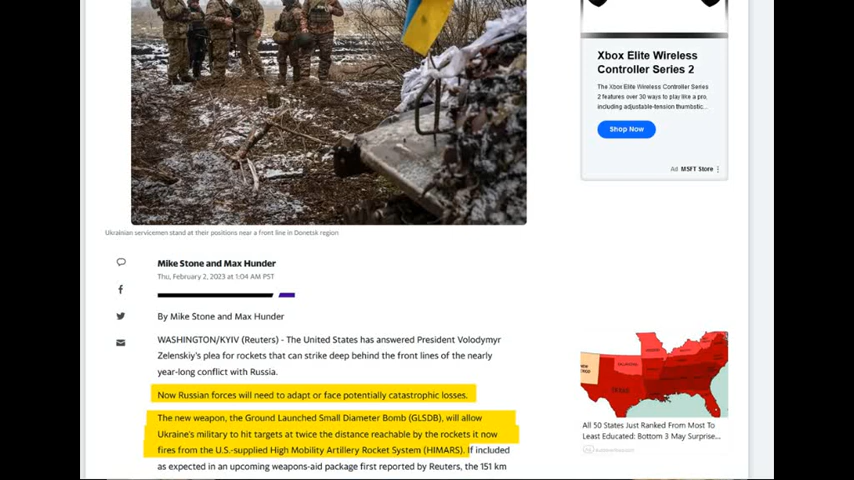 Xbox Elite Wireless
Controller Series 2
The Xbox Elite Wireless Controller Series
2 features over 30 ways to play like a pro,
including adjustable-tension thumbstic...
Shop Now
Ad MSFT Store
Ukrainian servicemen stand at their positions near a front line in Donetsk region
Mike Stone and Max Hunder
Thu, February 2, 2023 at 1:04 AM PST
By Mike Stone and Max Hunder
WASHINGTON/KYIV (Reuters) - The United States has answered President Volodymyr
Zelenskiy's plea for rockets that can strike deep behind the front lines of the nearly
year-long conflict with Russia.
Now Russian forces will need to adapt or face potentially catastrophic losses.
The new weapon, the Ground Launched Small Diameter Bomb (GLSDB), will allow
Ukraine's military to hit targets at twice the distance reachable by the rockets it now
fires from the U.S.-supplied High Mobility Artillery Rocket System (HIMARS). If included
as expected in an upcoming weapons-aid package first reported by Reuters, the 151 km
TEXAS
All 50 States Just Ranked From Most To
Least Educated: Bottom 3 May Surprise...